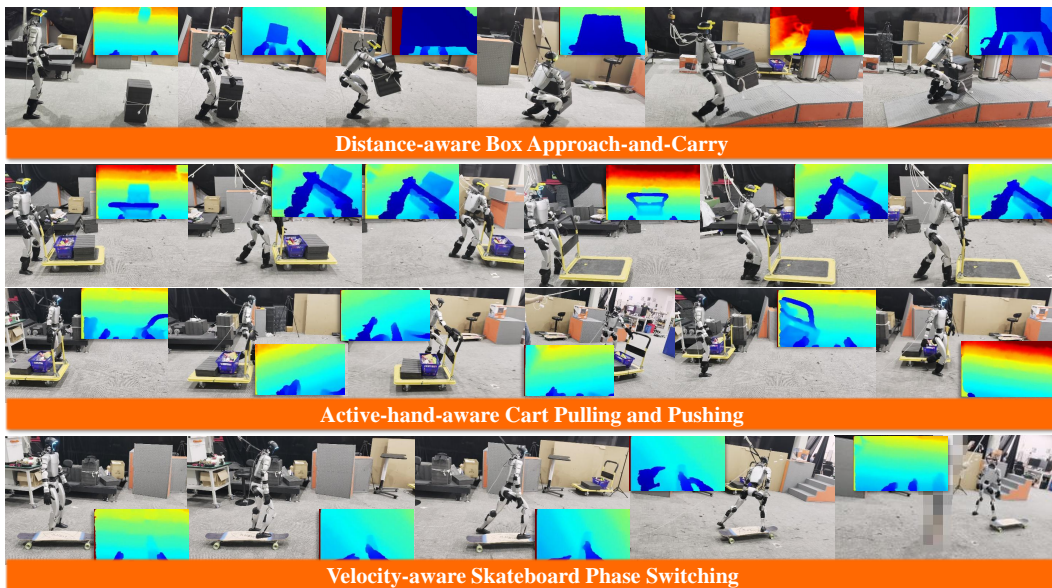 Distance-aware Box Approach-and-Carry
Active-hand-aware Cart Pulling and Pushing
Velocity-aware Skateboard Phase Switching